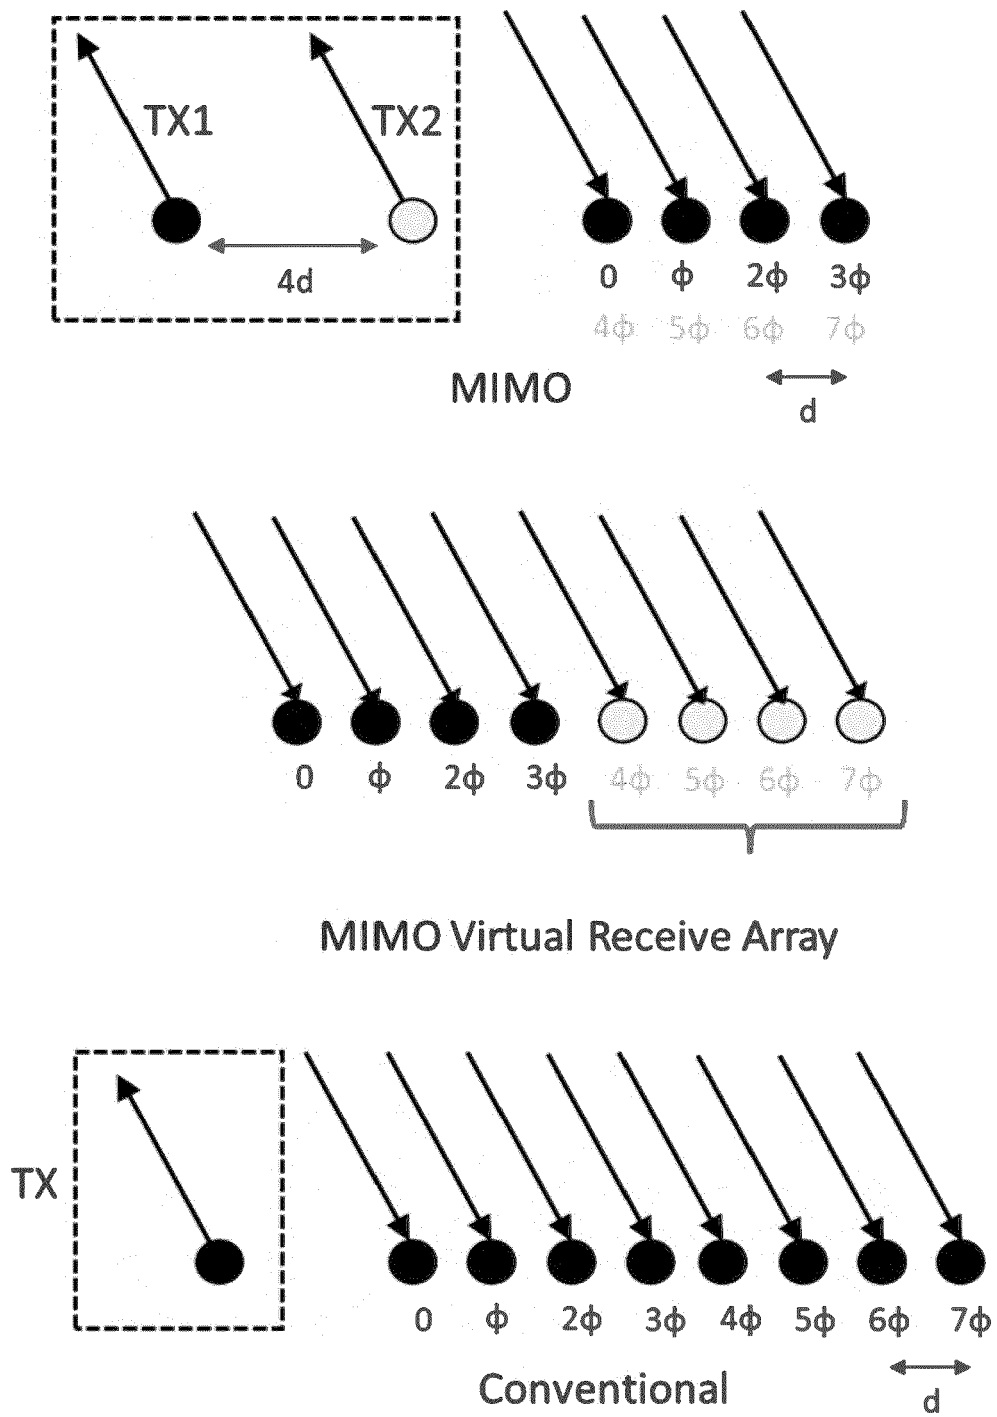 TX1 TX2
4d
0 ϕ 2ϕ 3ϕ
4ϕ 5ϕ 6ϕ 7ϕ
MIMO
d
0 ϕ 2ϕ 3ϕ 4ϕ 5ϕ 6ϕ 7ϕ
MIMO Virtual Receive Array
TX
0 ϕ 2ϕ 3ϕ 4ϕ 5ϕ 6ϕ 7ϕ
Conventional
d